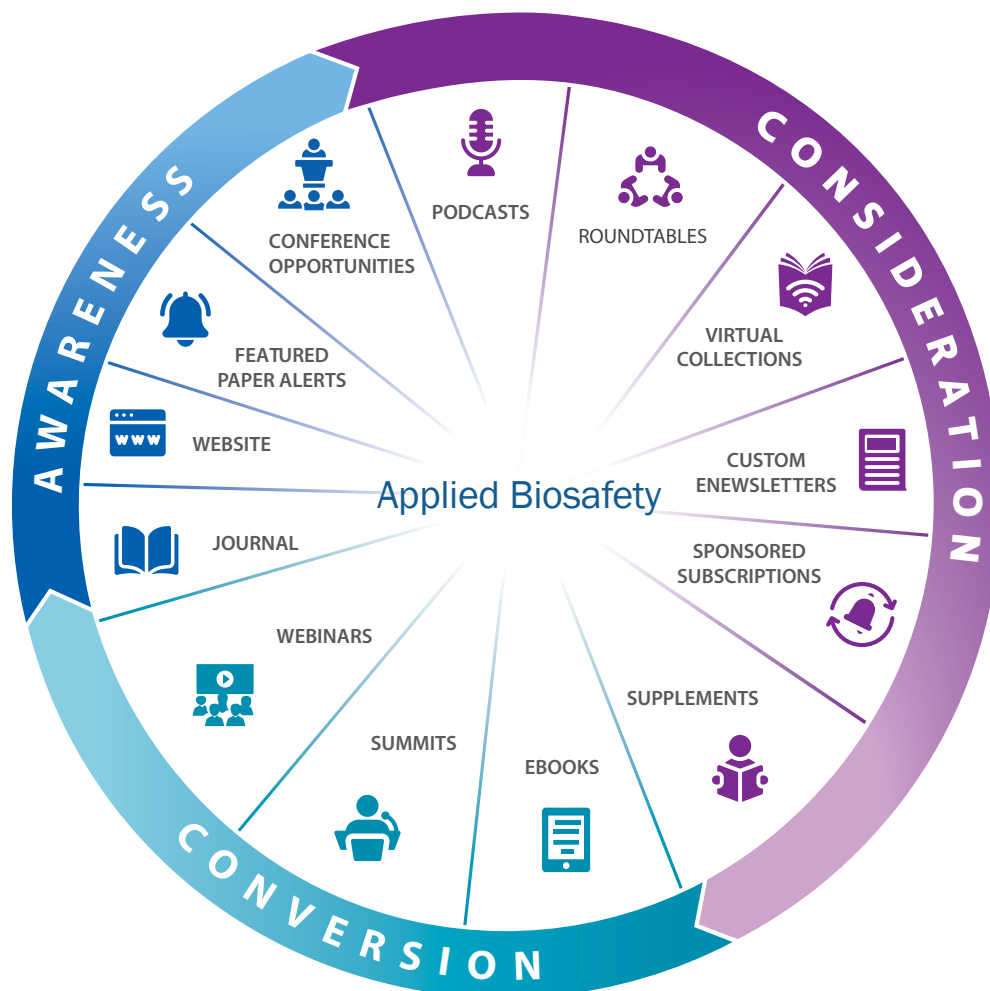 AWARENESS
CONSIDERATION
CONVERSION
CONFERENCE
OPPORTUNITIES
PODCASTS
ROUNDTABLES
VIRTUAL
COLLECTIONS
CUSTOM
ENEWSLETTERS
SPONSORED
SUBSCRIPTIONS
SUPPLEMENTS
EBOOKS
SUMMITS
WEBINARS
JOURNAL
WEBSITE
WWW
FEATURED
PAPER ALERTS
Applied Biosafety